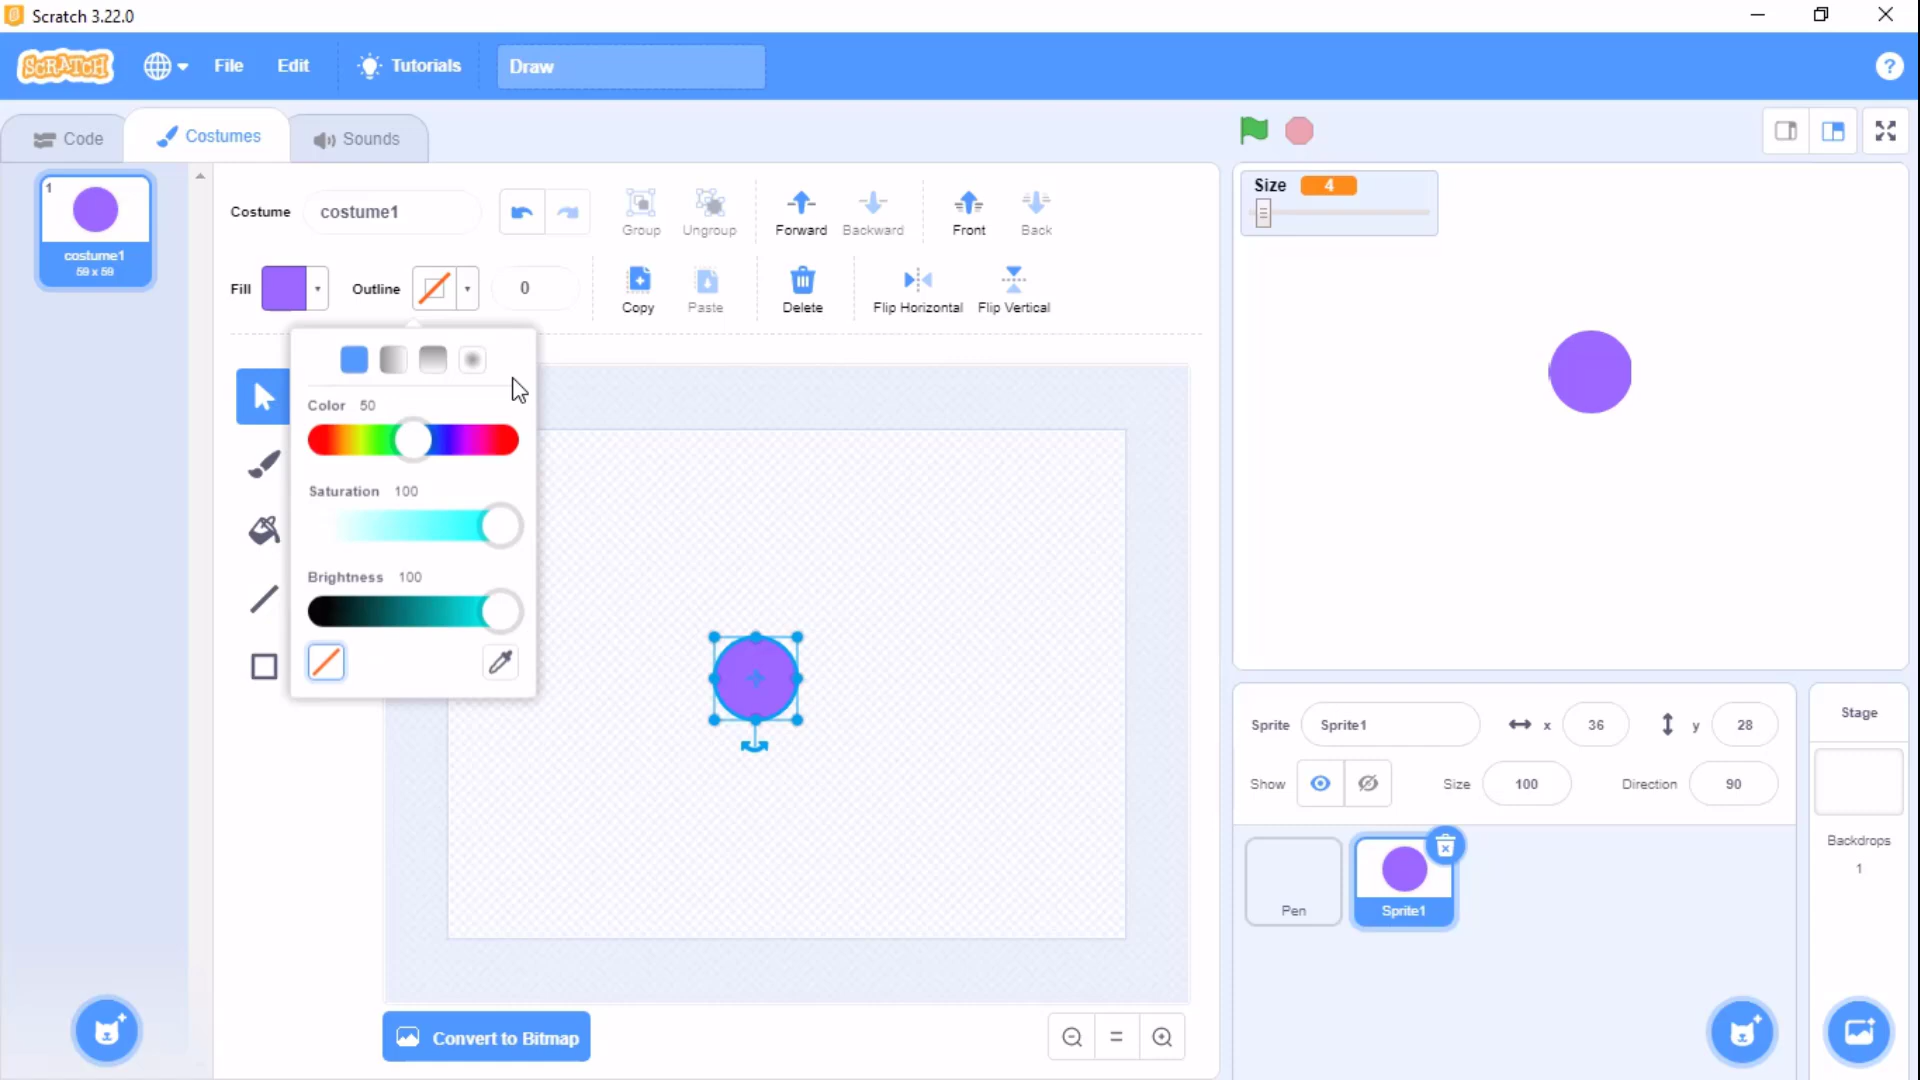 Scratch 3.22.0
SCRATCH
File
Edit
Tutorials
Draw
?
Code
Costumes
Sounds
1
costume1
59 x 59
Costume
costume1
Group
Ungroup
Forward
Backward
Front
Back
Fill
Outline
0
Copy
Paste
Delete
Flip Horizontal
Flip Vertical
Color 50
Saturation 100
Brightness 100
Convert to Bitmap
Size 4
Sprite
Sprite1
x
36
y
28
Show
Size
100
Direction
90
Pen
Sprite1
Stage
Backdrops
1